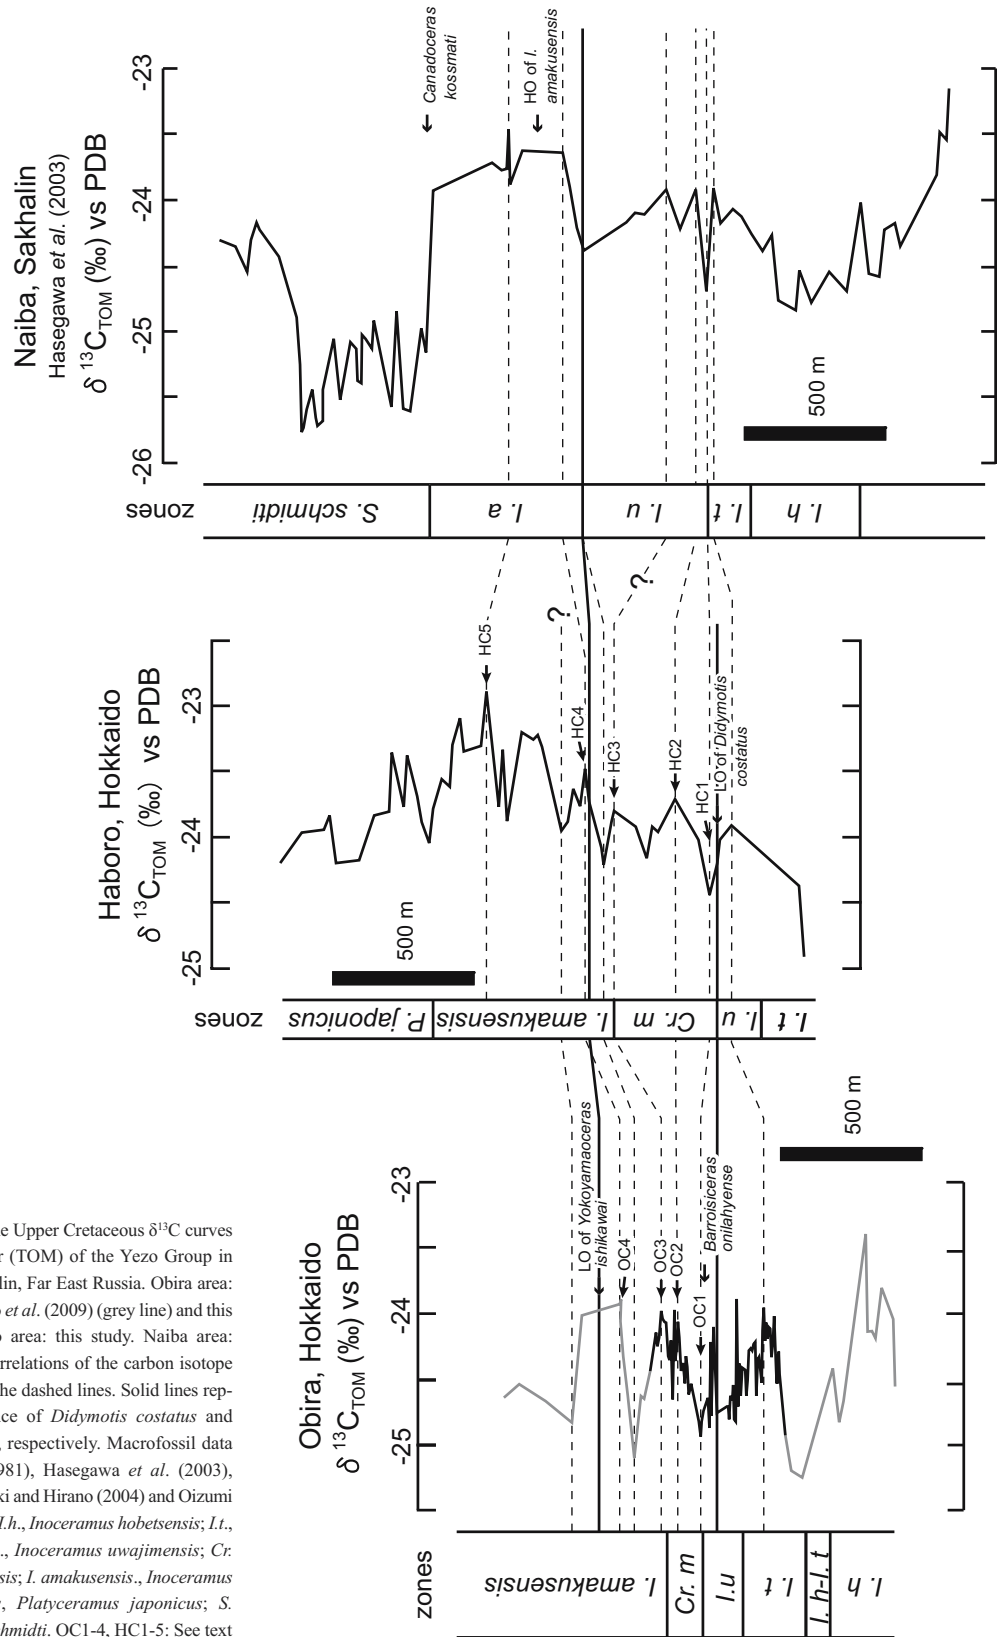 Naiba, Sakhalin
Hasegawa et al. (2003)
δ ¹³C_TOM (‰) vs PDB
-26
-25
-24
-23
Canadoceras
kossmati
HO of I.
amakusensis
500 m
zones
S. schmidti
I. a
I. u
I. t
I. h
Haboro, Hokkaido
δ ¹³C_TOM (‰) vs PDB
-25
-24
-23
HC5
?
?
HC4
HC3
HC2
HC1
LO of Didymotis
costatus
500 m
zones
P. japonicus
I. amakusensis
Cr. m
I. u
I. t
Obira, Hokkaido
δ ¹³C_TOM (‰) vs PDB
-25
-24
-23
LO of Yokoyamaoceras
ishikawai
OC4
OC3
OC2
OC1
Barroisiceras
onilahyense
500 m
zones
I. amakusensis
Cr. m
I. t
I. h-I. t
I. h
e Upper Cretaceous δ¹³C curves
r (TOM) of the Yezo Group in
lin, Far East Russia. Obira area:
o et al. (2009) (grey line) and this
o area: this study. Naiba area:
rrelations of the carbon isotope
he dashed lines. Solid lines rep-
ce of Didymotis costatus and
, respectively. Macrofossil data
981), Hasegawa et al. (2003),
ki and Hirano (2004) and Oizumi
I.h., Inoceramus hobetsensis; I.t.,
., Inoceramus uwajimensis; Cr.
sis; I. amakusensis., Inoceramus
, Platyceramus japonicus; S.
hmidti. OC1-4, HC1-5: See text